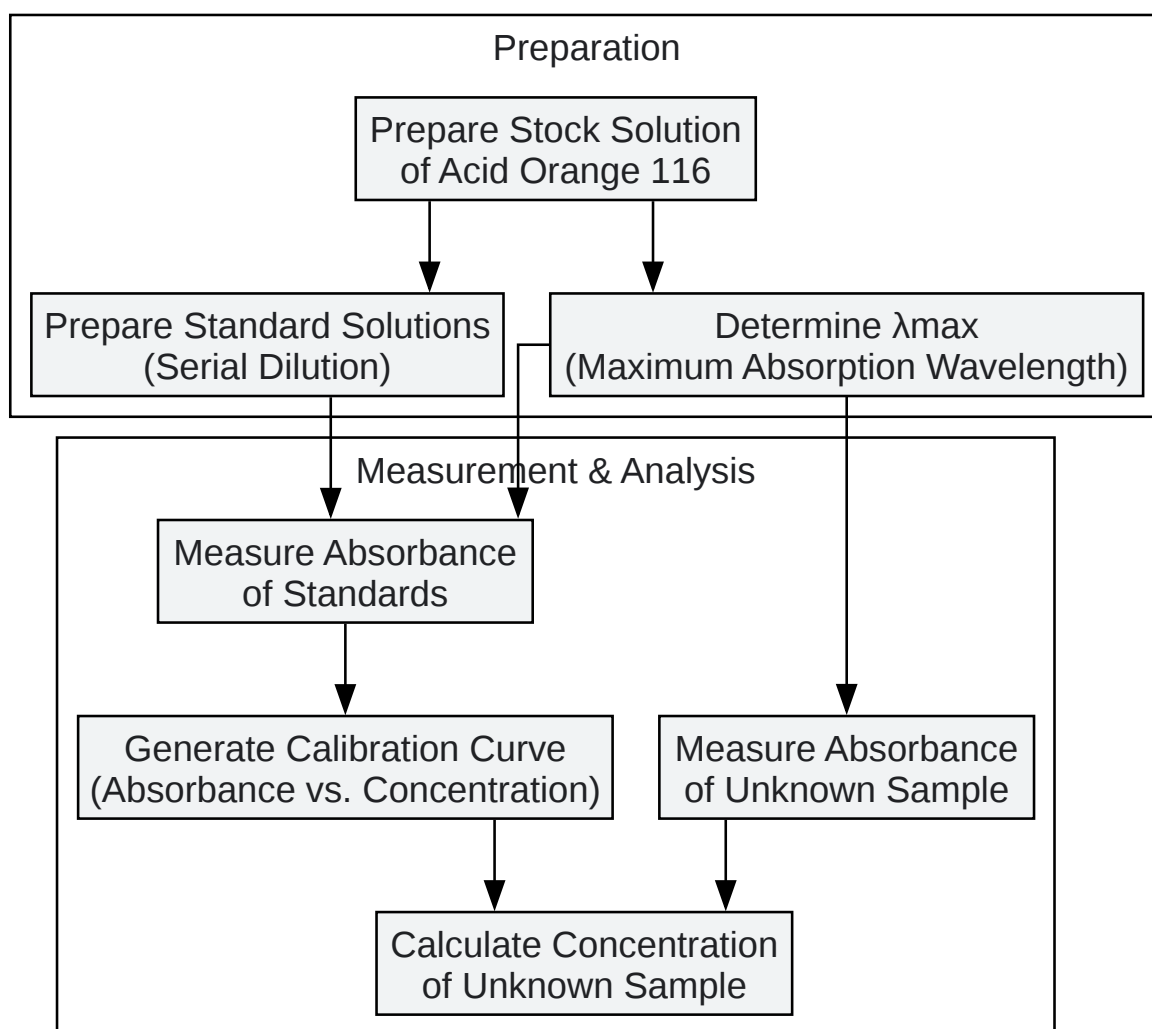 Preparation
Prepare Stock Solution
of Acid Orange 116
Prepare Standard Solutions
(Serial Dilution)
Determine λmax
(Maximum Absorption Wavelength)
Measurement & Analysis
Measure Absorbance
of Standards
Generate Calibration Curve
(Absorbance vs. Concentration)
Measure Absorbance
of Unknown Sample
Calculate Concentration
of Unknown Sample